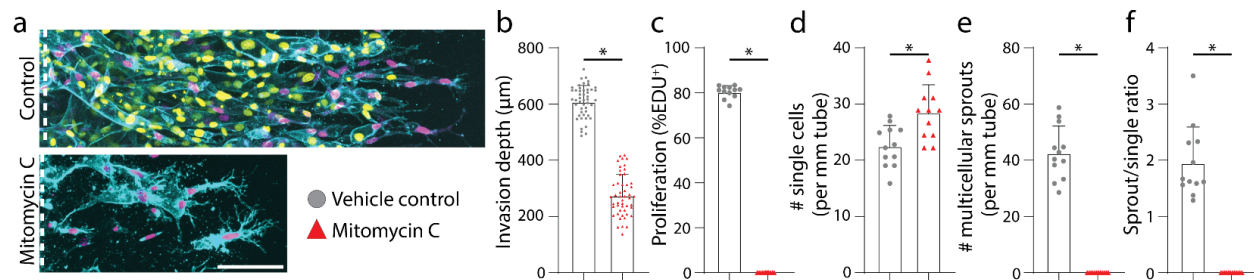 a
Control
Mitomycin C
Vehicle control
Mitomycin C
b
Invasion depth (μm)
800
600
400
200
0
*
c
Proliferation (%EDU⁺)
100
80
60
40
20
0
*
d
# single cells
(per mm tube)
40
30
20
10
0
*
e
# multicellular sprouts
(per mm tube)
80
60
40
20
0
*
f
Sprout/single ratio
4
3
2
1
0
*